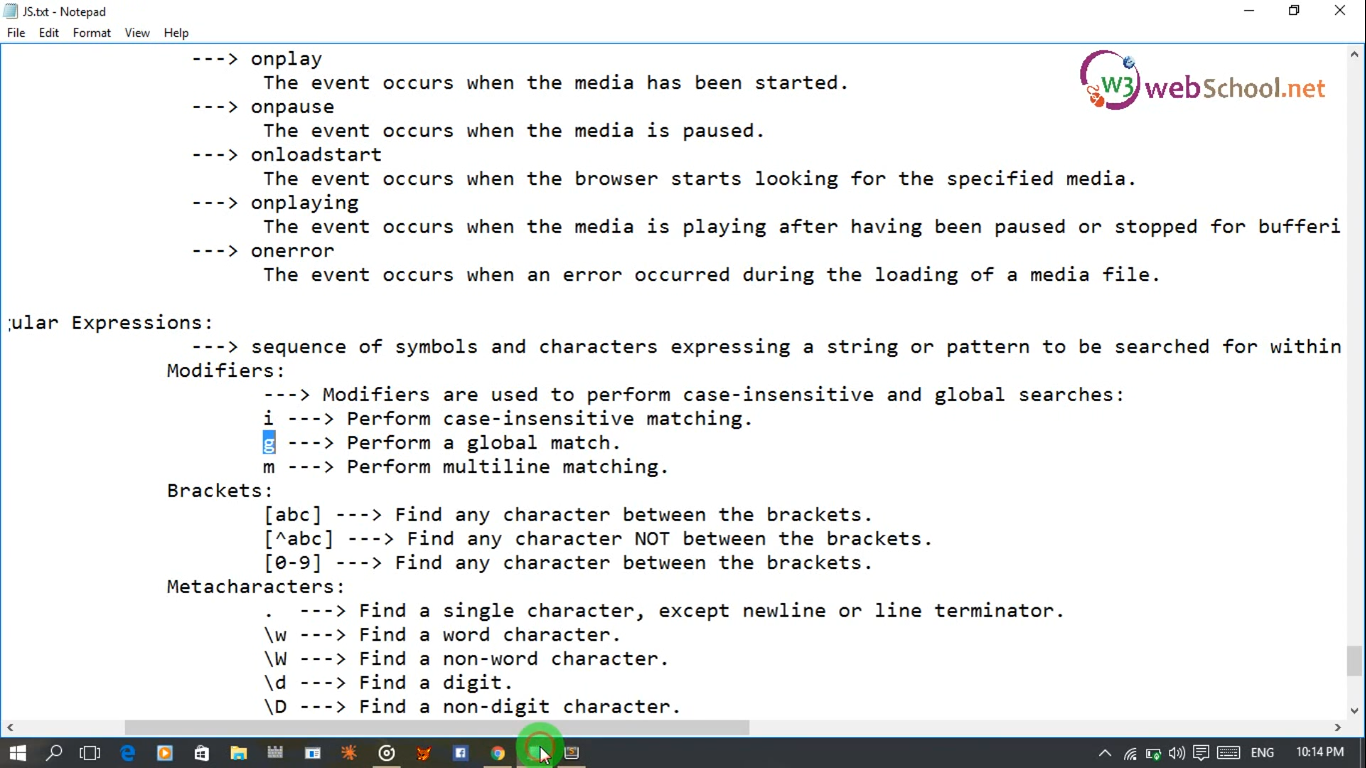 JS.txt - Notepad
File Edit Format View Help
W3 webSchool.net
---> onplay
The event occurs when the media has been started.
---> onpause
The event occurs when the media is paused.
---> onloadstart
The event occurs when the browser starts looking for the specified media.
---> onplaying
The event occurs when the media is playing after having been paused or stopped for bufferi
---> onerror
The event occurs when an error occurred during the loading of a media file.
gular Expressions:
---> sequence of symbols and characters expressing a string or pattern to be searched for within
Modifiers:
---> Modifiers are used to perform case-insensitive and global searches:
i ---> Perform case-insensitive matching.
g ---> Perform a global match.
m ---> Perform multiline matching.
Brackets:
[abc] ---> Find any character between the brackets.
[^abc] ---> Find any character NOT between the brackets.
[0-9] ---> Find any character between the brackets.
Metacharacters:
. ---> Find a single character, except newline or line terminator.
\w ---> Find a word character.
\W ---> Find a non-word character.
\d ---> Find a digit.
\D ---> Find a non-digit character.
ENG 10:14 PM